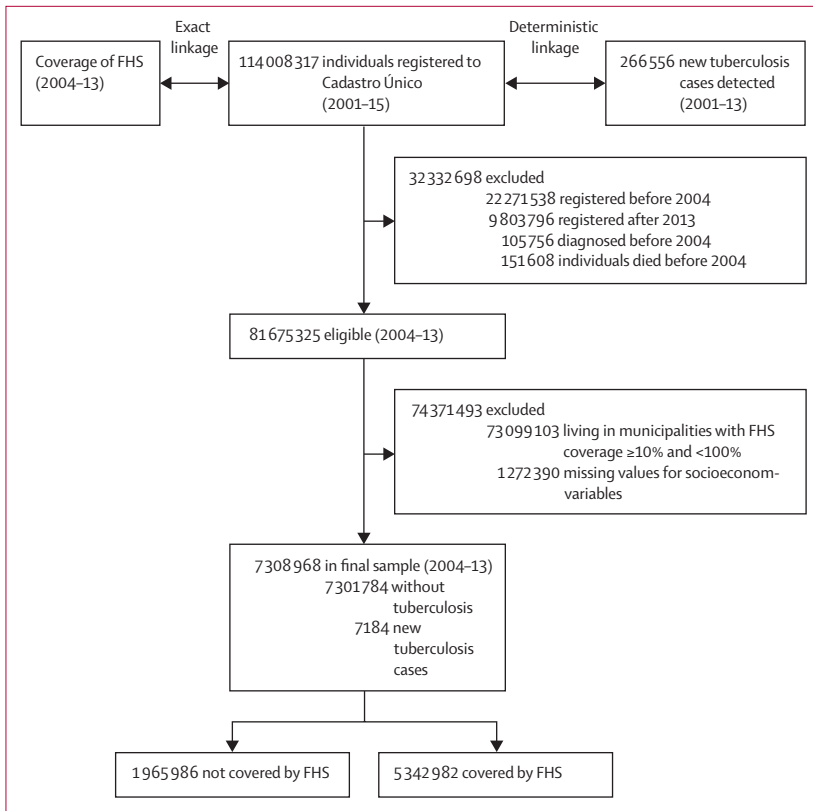 Exact
linkage
Deterministic
linkage
Coverage of FHS
(2004–13)
114 008 317 individuals registered to
Cadastro Único
(2001–15)
266 556 new tuberculosis
cases detected
(2001–13)
32 332 698 excluded
22 271 538 registered before 2004
9 803 796 registered after 2013
105 756 diagnosed before 2004
151 608 individuals died before 2004
81 675 325 eligible (2004–13)
74 371 493 excluded
73 099 103 living in municipalities with FHS
coverage ≥10% and <100%
1 272 390 missing values for socioeconom-
variables
7 308 968 in final sample (2004–13)
7 301 784 without
tuberculosis
7184 new
tuberculosis
cases
1 965 986 not covered by FHS
5 342 982 covered by FHS